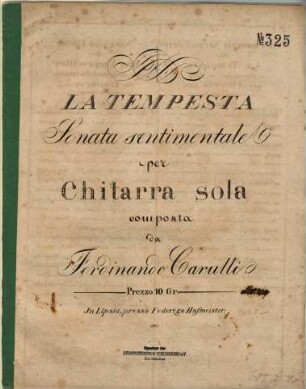 №325
LA TEMPESTA
Sonata sentimentale
per
Chitarra sola
composta
da
Ferdinando Carulli
Prezzo 10 Gr
In Lipsia, presso Federigo Hofmeister.